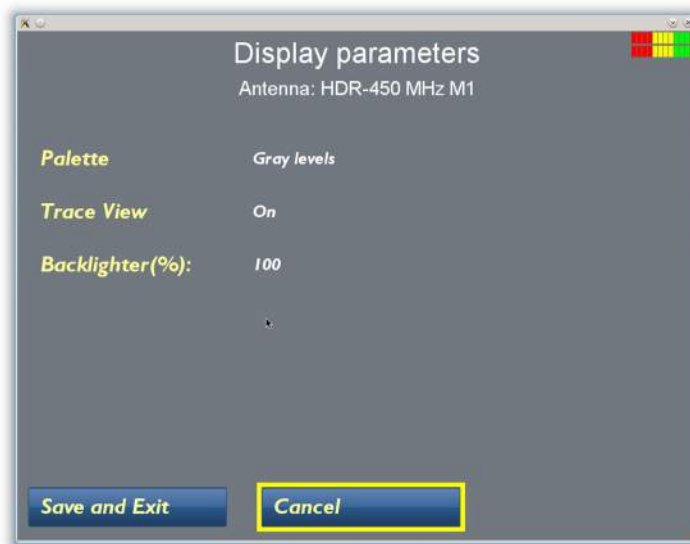 Display parameters
Antenna: HDR-450 MHz M1
Palette Gray levels
Trace View On
Backlighter(%): 100
Save and Exit Cancel